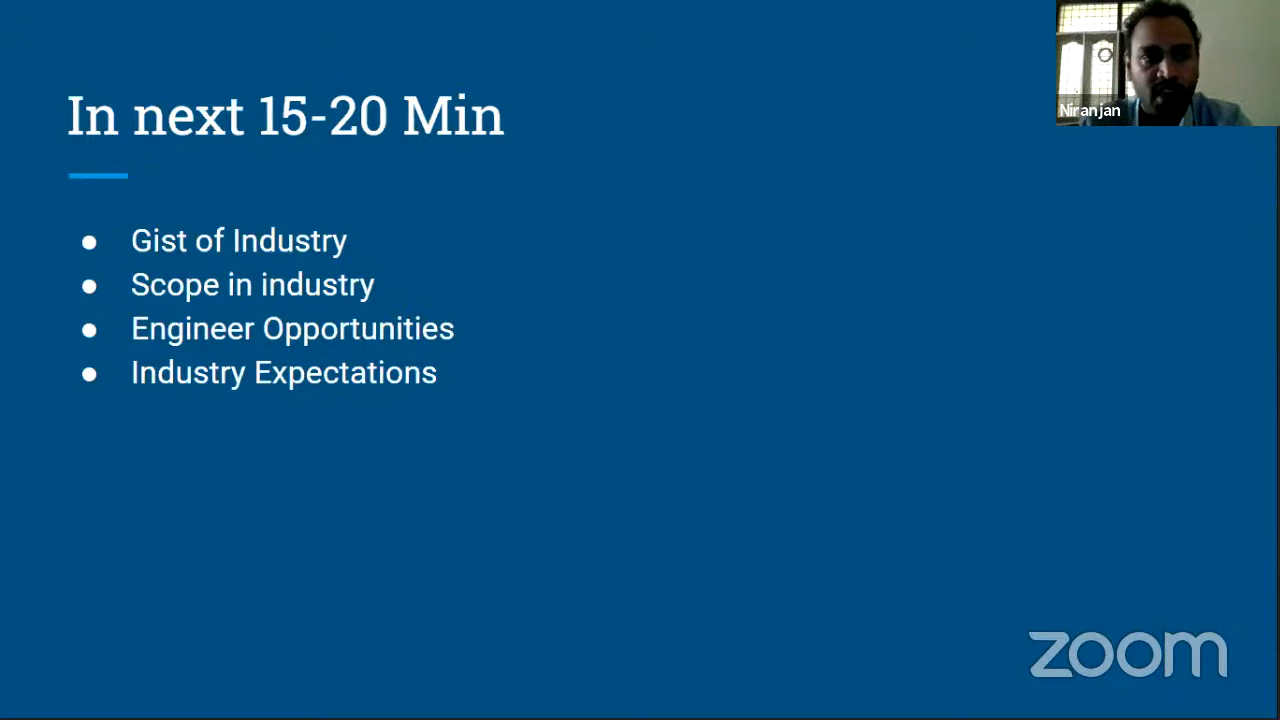 In next 15-20 Min
● Gist of Industry
● Scope in industry
● Engineer Opportunities
● Industry Expectations
Niranjan
zoom